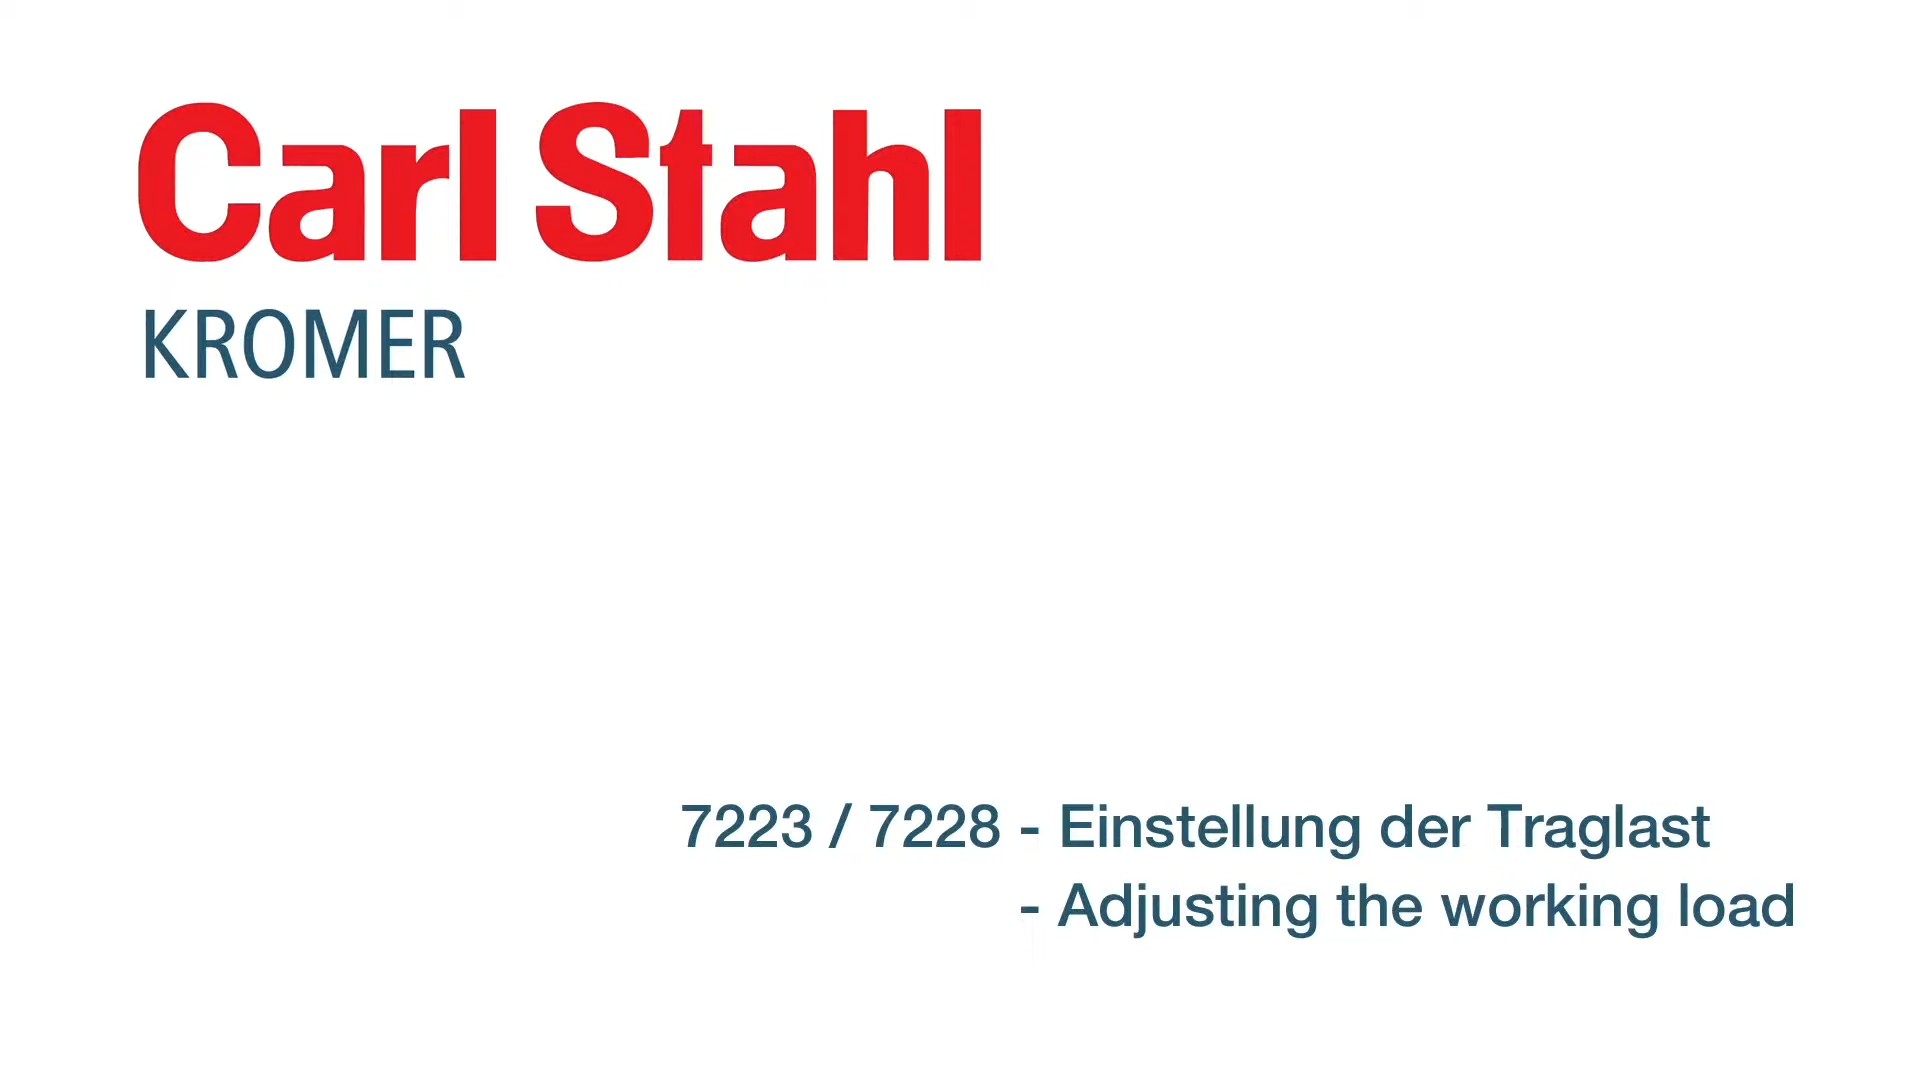 Carl Stahl
KROMER
7223 / 7228 - Einstellung der Traglast
- Adjusting the working load